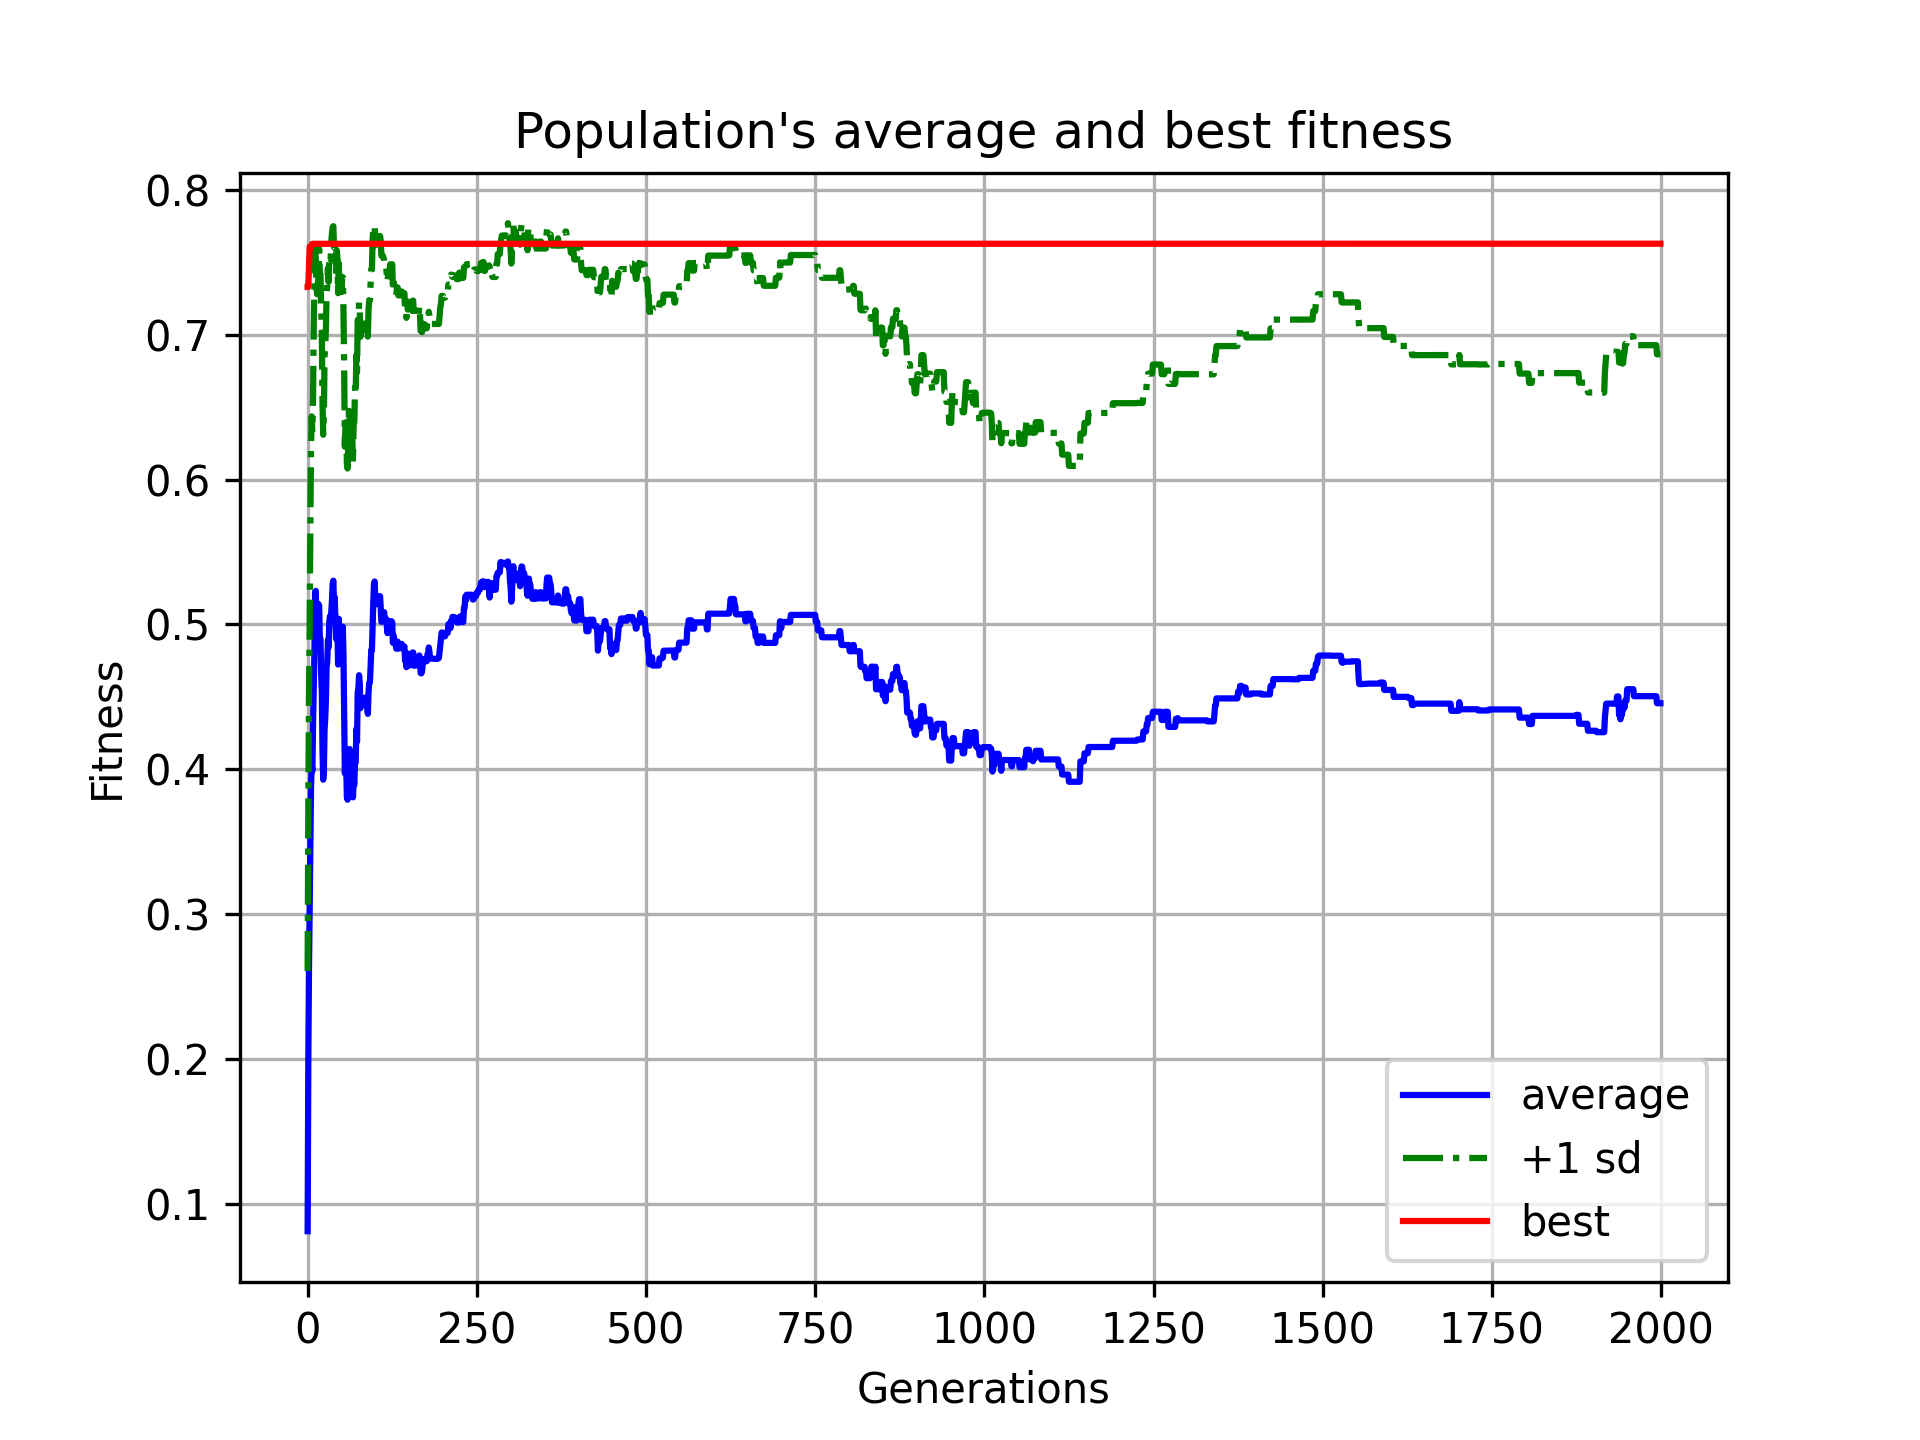 Population's average and best fitness
0.8
0.7
0.6
0.5
0.4
0.3
0.2
0.1
Fitness
average
+1 sd
best
0 250 500 750 1000 1250 1500 1750 2000
Generations